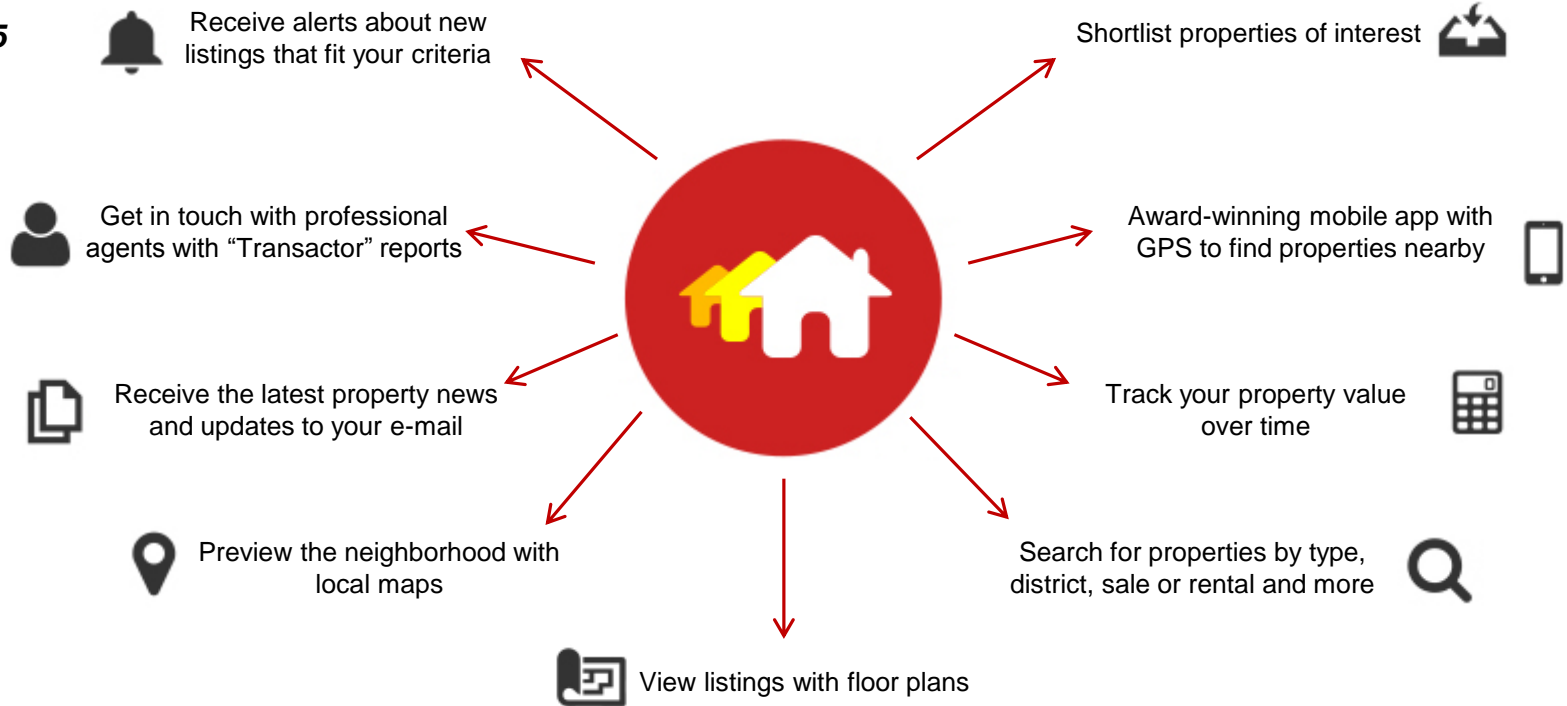 5
Receive alerts about new
listings that fit your criteria
Shortlist properties of interest
Get in touch with professional
agents with “Transactor” reports
Award-winning mobile app with
GPS to find properties nearby
Receive the latest property news
and updates to your e-mail
Track your property value
over time
Preview the neighborhood with
local maps
Search for properties by type,
district, sale or rental and more
View listings with floor plans